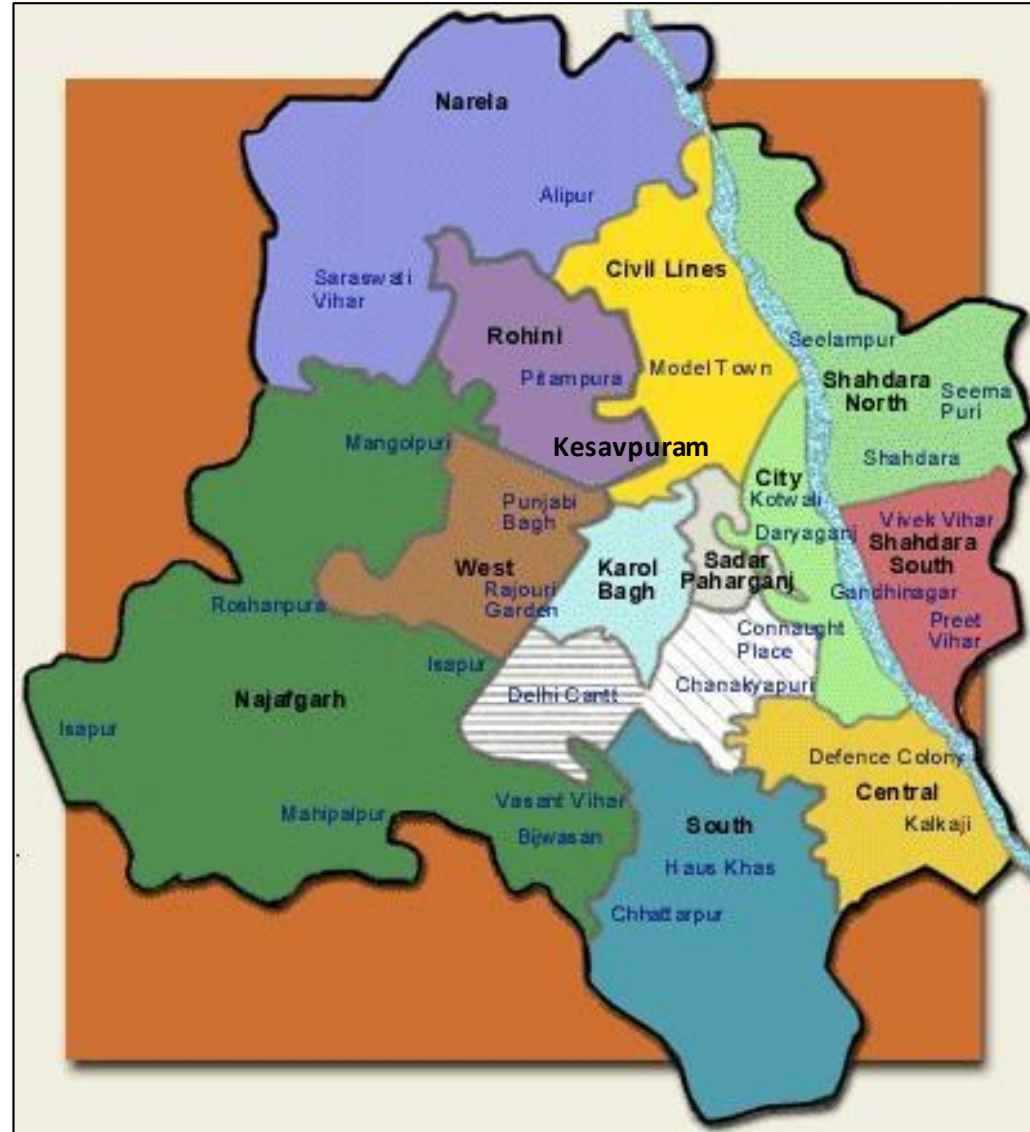 Narela
Alipur
Saraswati
Vihar
Civil Lines
Rohini
Pitampura
Model Town
Seelampur
Shahdara
North
Seema
Puri
Mangolpuri
Kesavpuram
Shahdara
City
Kotwali
Punjabi
Bagh
Daryaganj
Vivek Vihar
Shahdara
South
West
Rajouri
Garden
Karol
Bagh
Sadar
Paharganj
Gandhinagar
Preet
Vihar
Roshanpura
Connaught
Place
Isapur
Delhi Cantt
Chanakyapuri
Najafgarh
Isapur
Defence Colony
Central
Kalkaji
Mahipalpur
Vasant Vihar
Bijwasan
South
Haus Khas
Chhattarpur